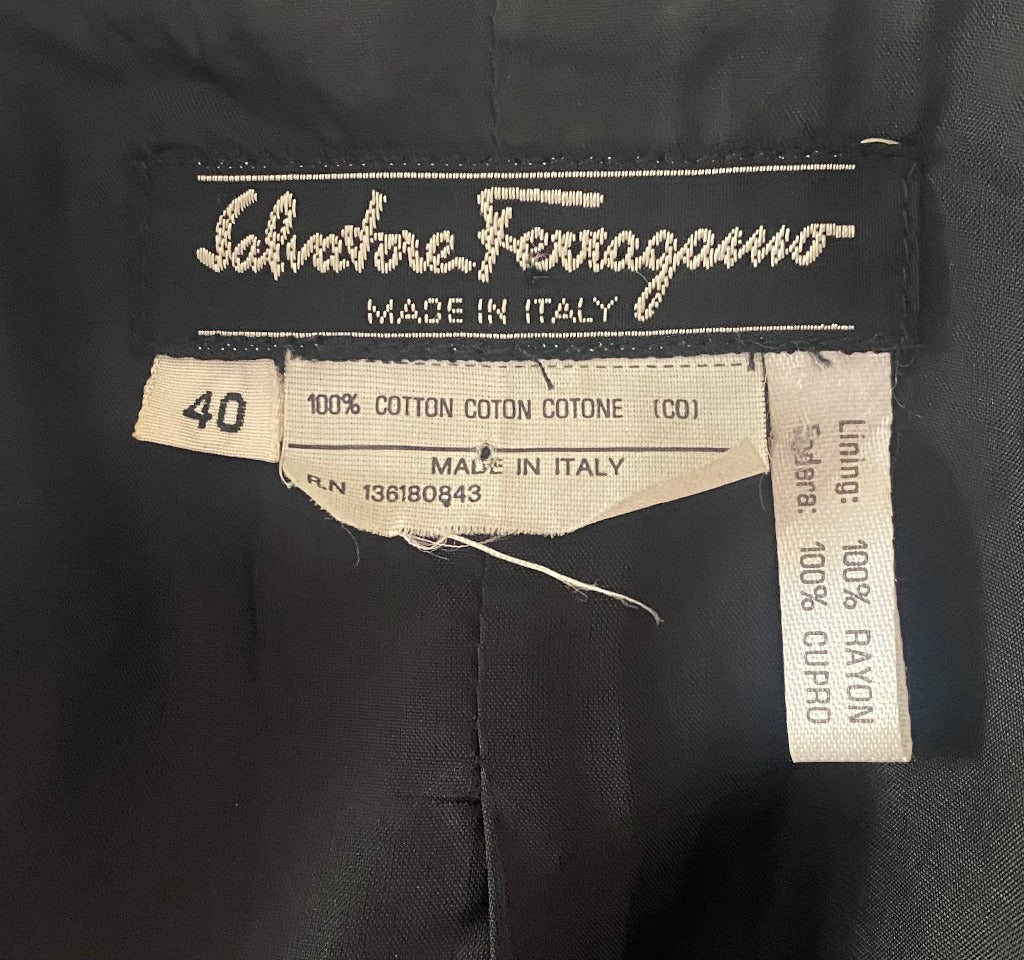 Salvatore Ferragamo
MADE IN ITALY
40
100% COTTON COTON COTONE (CO)
MADE IN ITALY
R.N 136180843
Lining: 100% RAYON
Fodera: 100% CUPRO